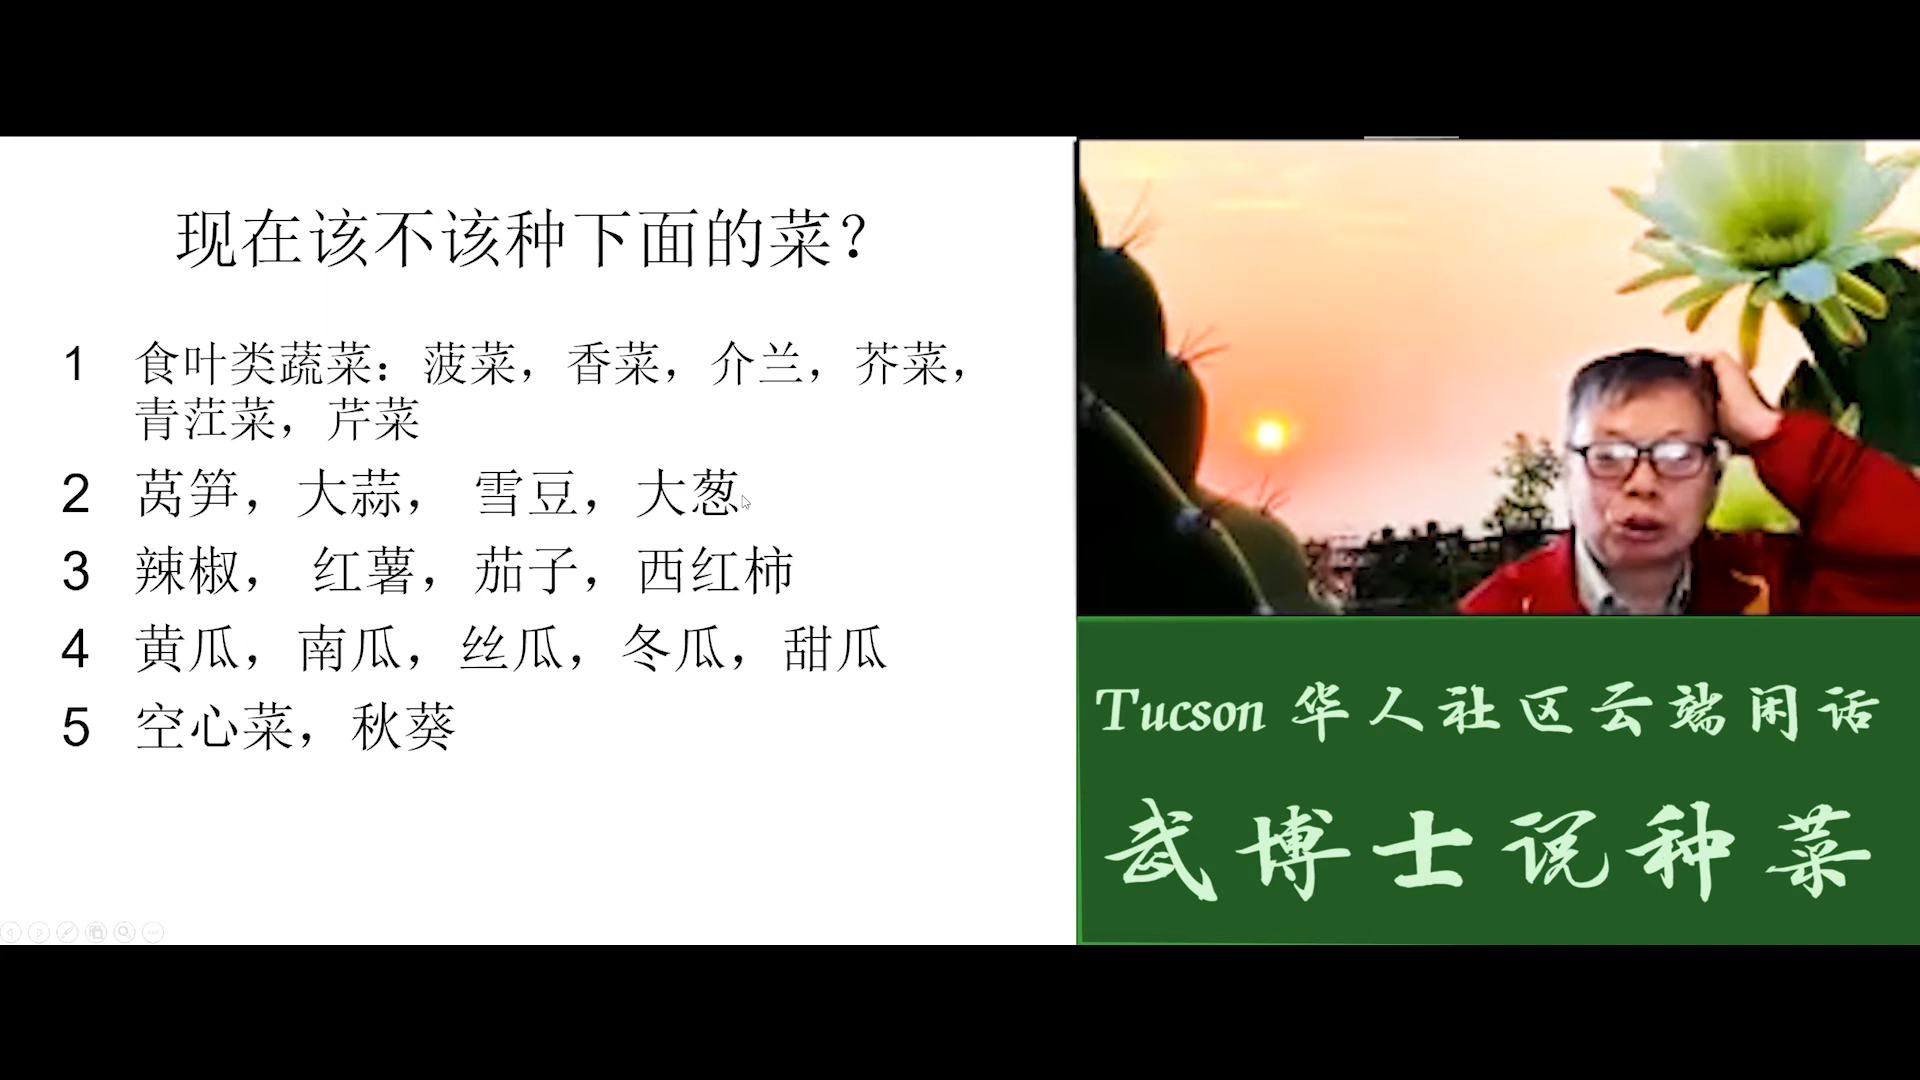 现在该不该种下面的菜?
1 食叶类蔬菜：菠菜，香菜，介兰，芥菜，
青茳菜，芹菜
2 莴笋，大蒜， 雪豆，大葱
3 辣椒， 红薯，茄子，西红柿
4 黄瓜，南瓜，丝瓜，冬瓜，甜瓜
5 空心菜，秋葵
Tucson 华人社区云端闲话
武博士说种菜